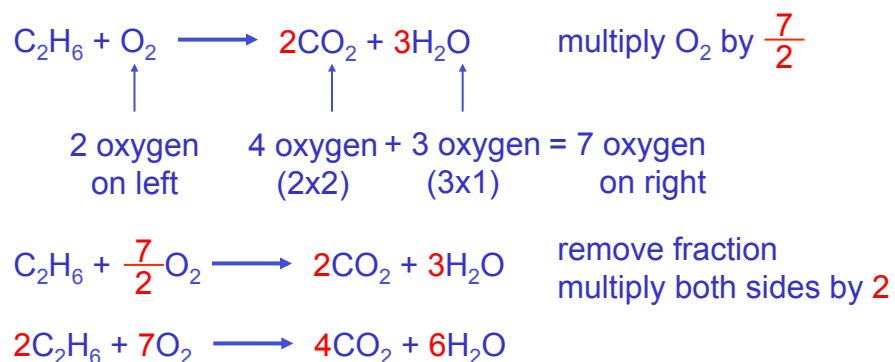 C₂H₆ + O₂ ⟶ 2CO₂ + 3H₂O multiply O₂ by 7/2
2 oxygen on left 4 oxygen (2x2) + 3 oxygen (3x1) = 7 oxygen on right
C₂H₆ + 7/2 O₂ ⟶ 2CO₂ + 3H₂O remove fraction
multiply both sides by 2
2C₂H₆ + 7O₂ ⟶ 4CO₂ + 6H₂O